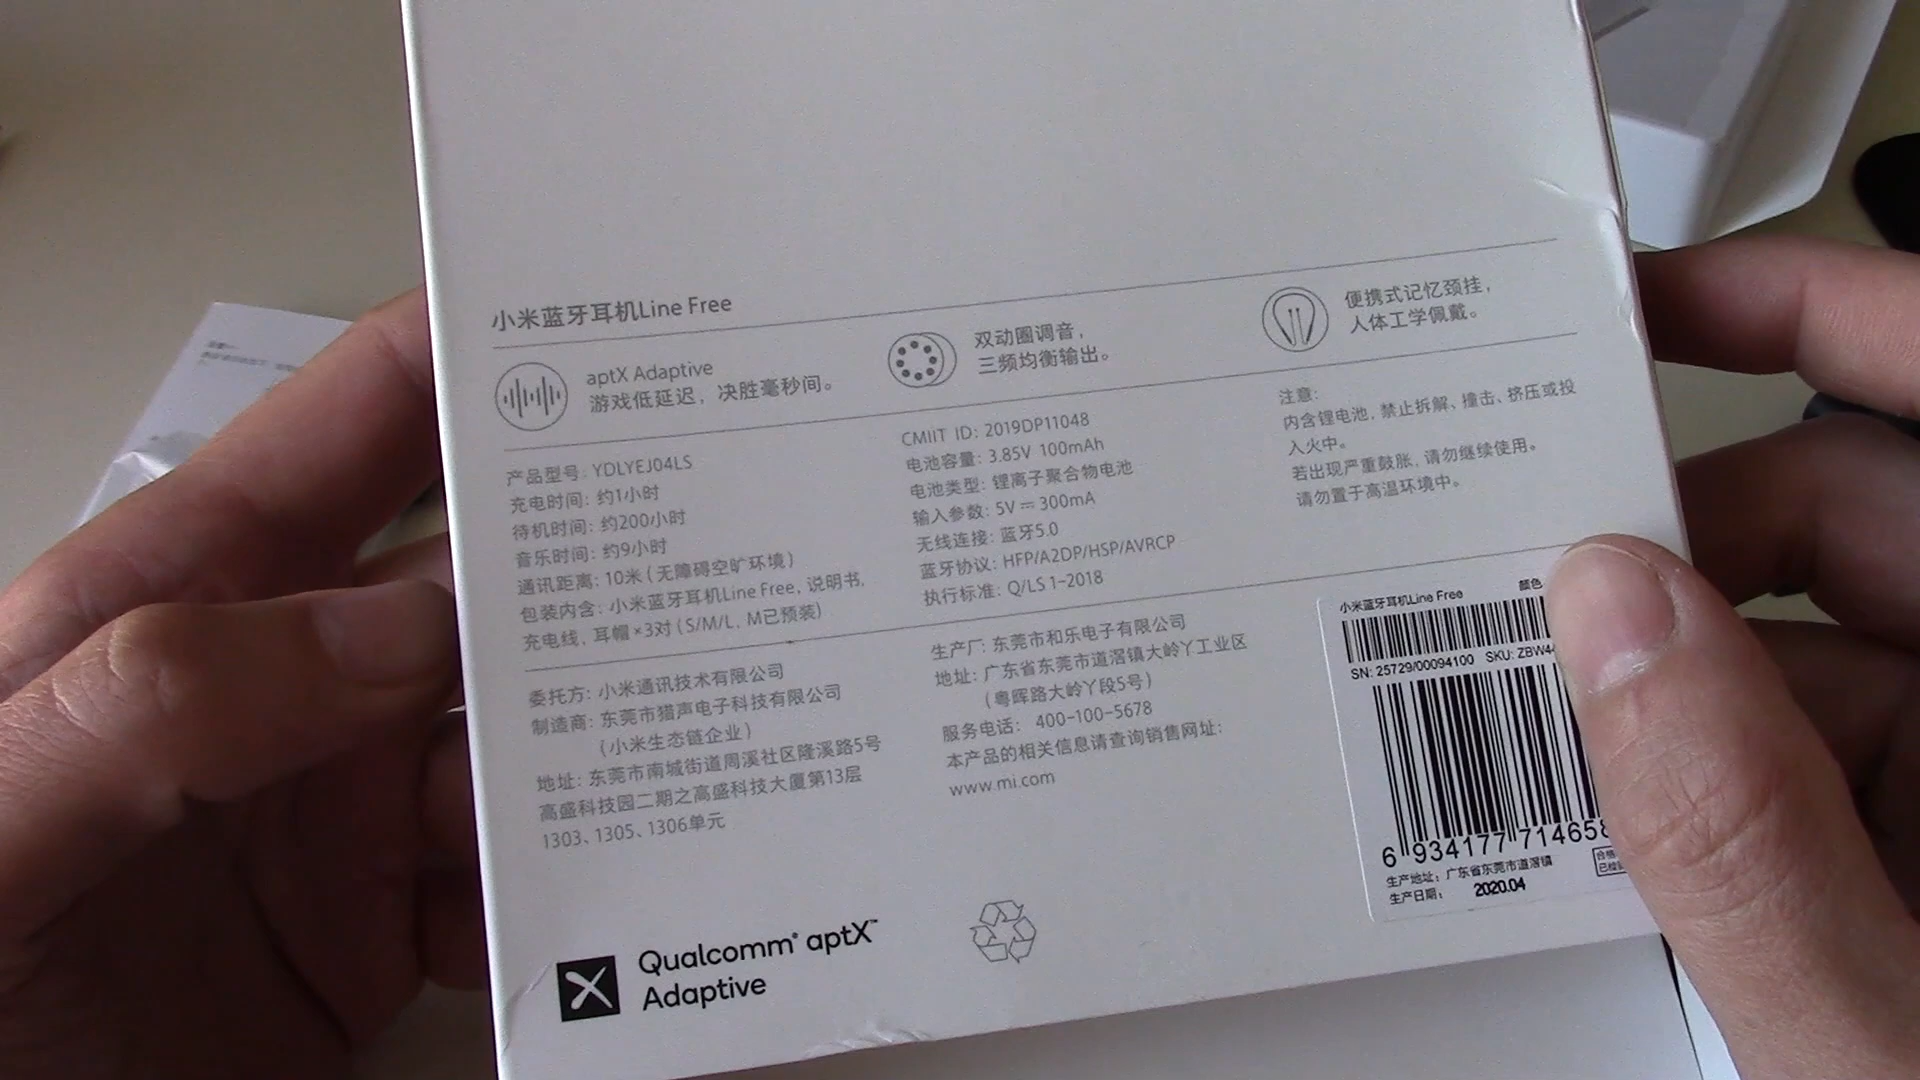 小米蓝牙耳机Line Free
aptX Adaptive
游戏低延迟，决胜毫秒间。
双动圈调音，
三频均衡输出。
便携式记忆颈挂，
人体工学佩戴。
产品型号: YDLYEJ04LS
充电时间: 约1小时
待机时间: 约200小时
音乐时间: 约9小时
通讯距离: 10米 (无障碍空旷环境)
包装内含: 小米蓝牙耳机Line Free, 说明书,
充电线, 耳帽×3对 (S/M/L, M已预装)
CMIIT ID: 2019DP11048
电池容量: 3.85V 100mAh
电池类型: 锂离子聚合物电池
输入参数: 5V⎓300mA
无线连接: 蓝牙5.0
蓝牙协议: HFP/A2DP/HSP/AVRCP
执行标准: Q/LS 1-2018
注意:
内含锂电池, 禁止拆解、撞击、挤压或投
入火中。
若出现严重鼓胀, 请勿继续使用。
请勿置于高温环境中。
委托方: 小米通讯技术有限公司
制造商: 东莞市猎声电子科技有限公司
(小米生态链企业)
地址: 东莞市南城街道周溪社区隆溪路5号
高盛科技园二期之高盛科技大厦第13层
1303、1305、1306单元
生产厂: 东莞市和乐电子有限公司
地址: 广东省东莞市道滘镇大岭丫工业区
(粤晖路大岭丫段5号)
服务电话: 400-100-5678
本产品的相关信息请查询销售网址:
www.mi.com
小米蓝牙耳机Line Free 颜色
SN: 25729/00094100 SKU: ZBW4
6 934177 714658
生产地址: 广东省东莞市道滘镇
生产日期: 2020.04
合格
Qualcomm® aptX™
Adaptive